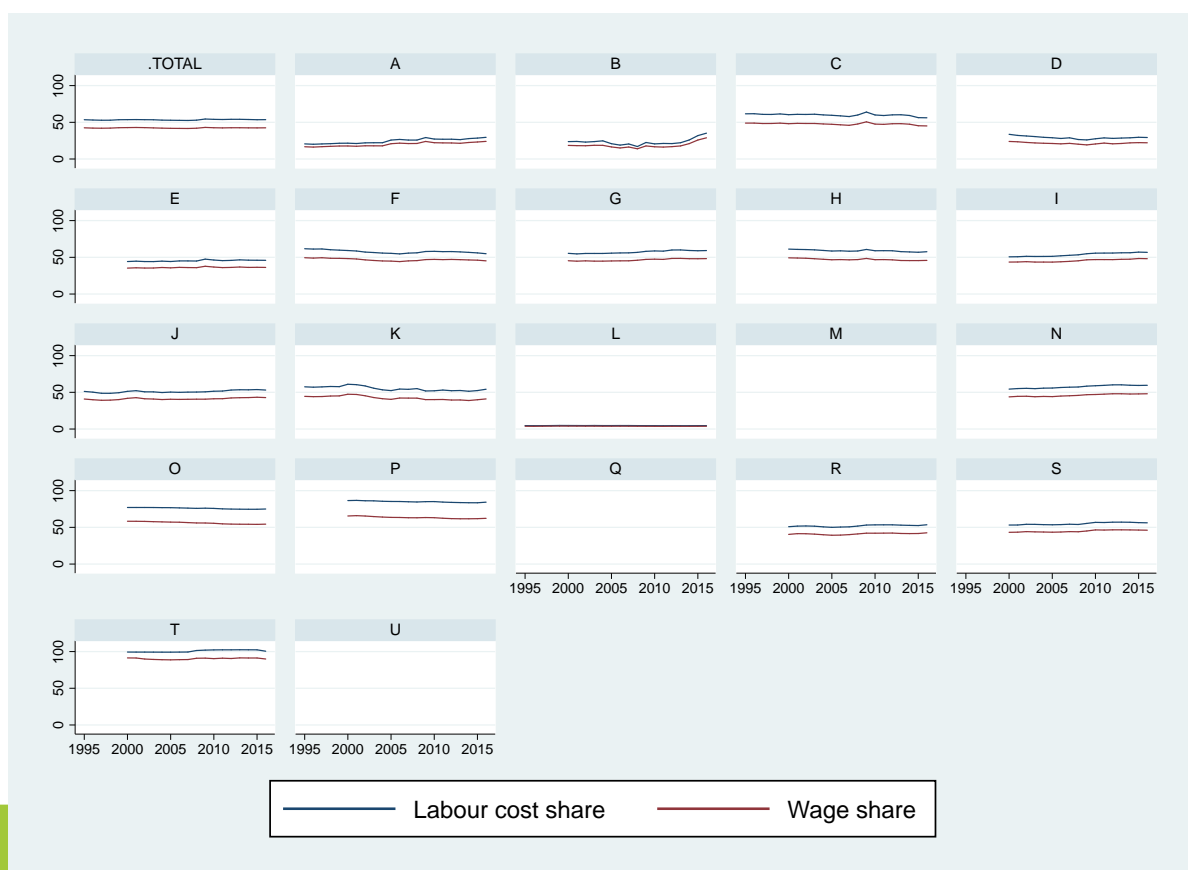 .TOTAL A B C D
0 50 100
E F G H I
0 50 100
J K L M N
0 50 100
O P Q R S
0 50 100
1995 2000 2005 2010 2015 1995 2000 2005 2010 2015 1995 2000 2005 2010 2015
T U
0 50 100
1995 2000 2005 2010 2015 1995 2000 2005 2010 2015
Labour cost share Wage share